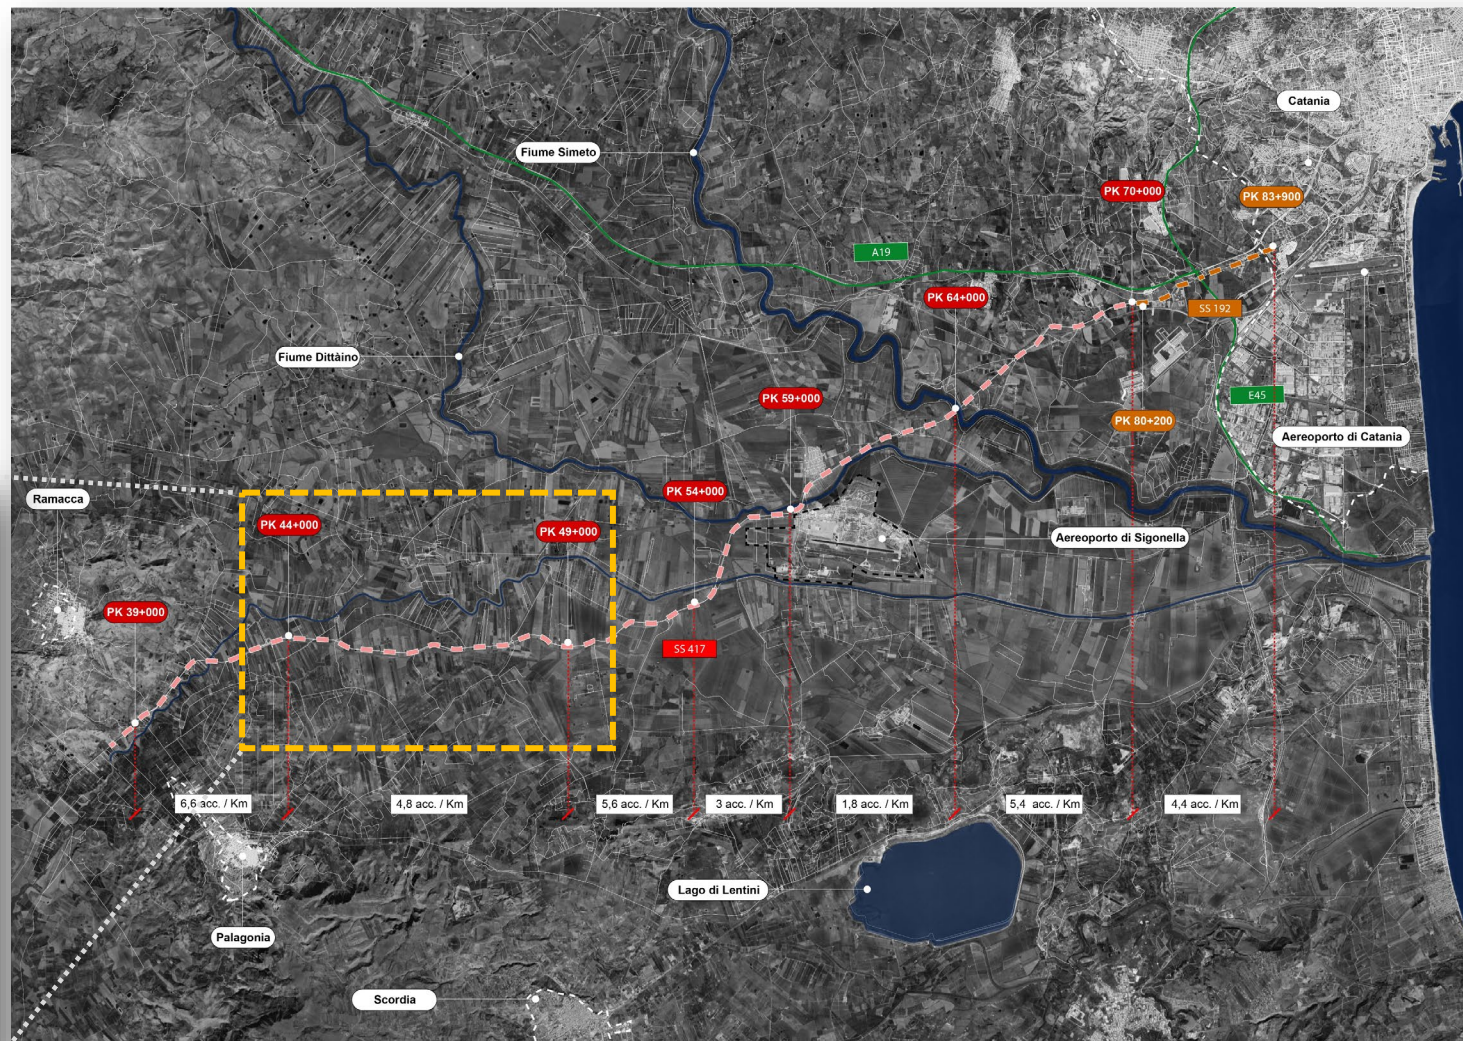 Catania
Fiume Simeto
PK 70+000
PK 83+900
A19
PK 64+000
SS 192
Fiume Dittàino
PK 59+000
E45
PK 80+200
Aereoporto di Catania
PK 54+000
Ramacca
PK 44+000
PK 49+000
Aereoporto di Sigonella
PK 39+000
SS 417
6,6 acc. / Km
4,8 acc. / Km
5,6 acc. / Km
3 acc. / Km
1,8 acc. / Km
5,4 acc. / Km
4,4 acc. / Km
Lago di Lentini
Palagonia
Scordia